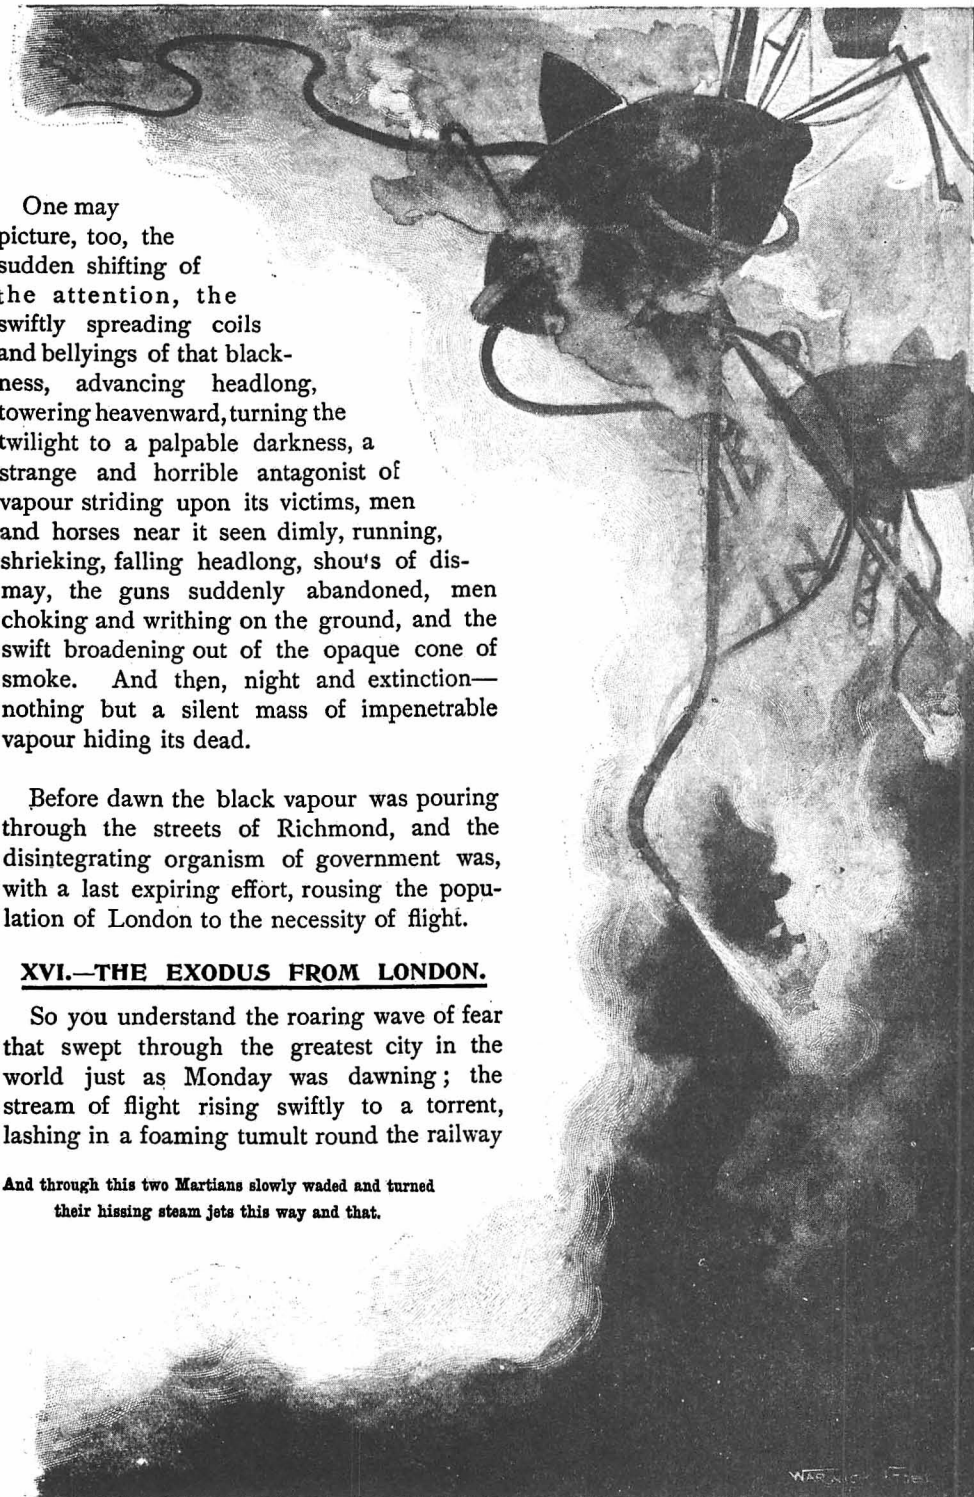 One may
picture, too, the
sudden shifting of
the attention, the
swiftly spreading coils
and bellyings of that black-
ness, advancing headlong,
towering heavenward, turning the
twilight to a palpable darkness, a
strange and horrible antagonist of
vapour striding upon its victims, men
and horses near it seen dimly, running,
shrieking, falling headlong, shouts of dis-
may, the guns suddenly abandoned, men
choking and writhing on the ground, and the
swift broadening out of the opaque cone of
smoke. And then, night and extinction—
nothing but a silent mass of impenetrable
vapour hiding its dead.
Before dawn the black vapour was pouring
through the streets of Richmond, and the
disintegrating organism of government was,
with a last expiring effort, rousing the popu-
lation of London to the necessity of flight.
XVI.—THE EXODUS FROM LONDON.
So you understand the roaring wave of fear
that swept through the greatest city in the
world just as Monday was dawning; the
stream of flight rising swiftly to a torrent,
lashing in a foaming tumult round the railway
And through this two Martians slowly waded and turned
their hissing steam jets this way and that.
WARWICK